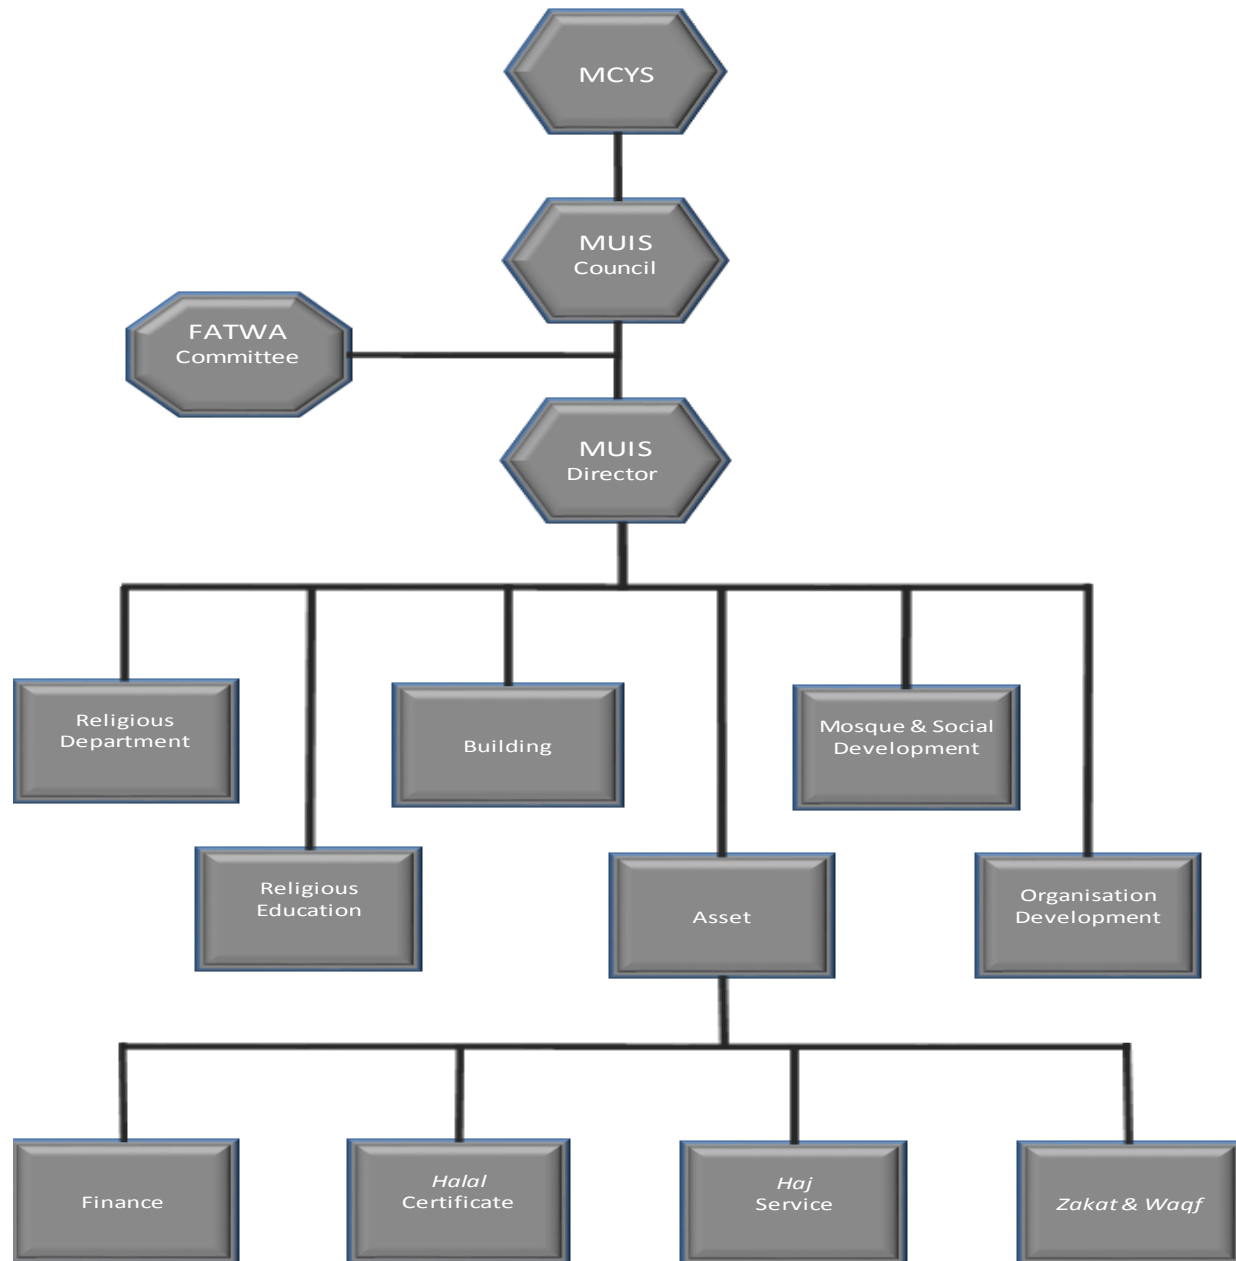 MCYS
MUIS
Council
FATWA
Committee
MUIS
Director
Religious
Department
Building
Mosque & Social
Development
Religious
Education
Asset
Organisation
Development
Finance
Halal
Certificate
Haj
Service
Zakat & Waqf